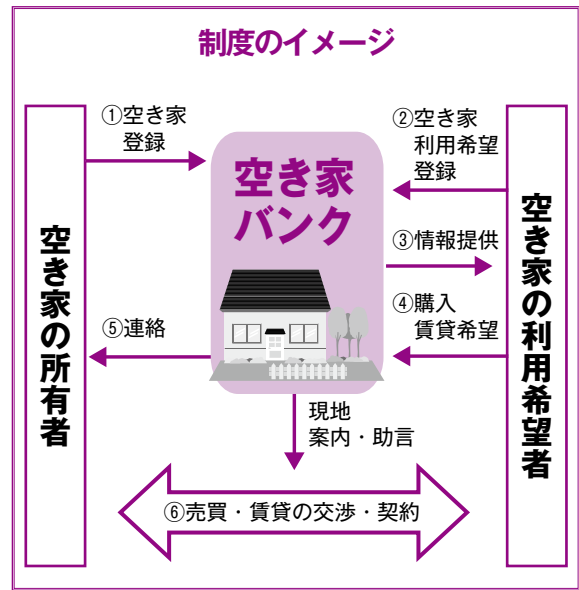 制度のイメージ
①空き家
登録
②空き家
利用希望
登録
空き家
バンク
③情報提供
④購入
賃貸希望
⑤連絡
空き家の所有者
空き家の利用希望者
現地
案内・助言
⑥売買・賃貸の交渉・契約